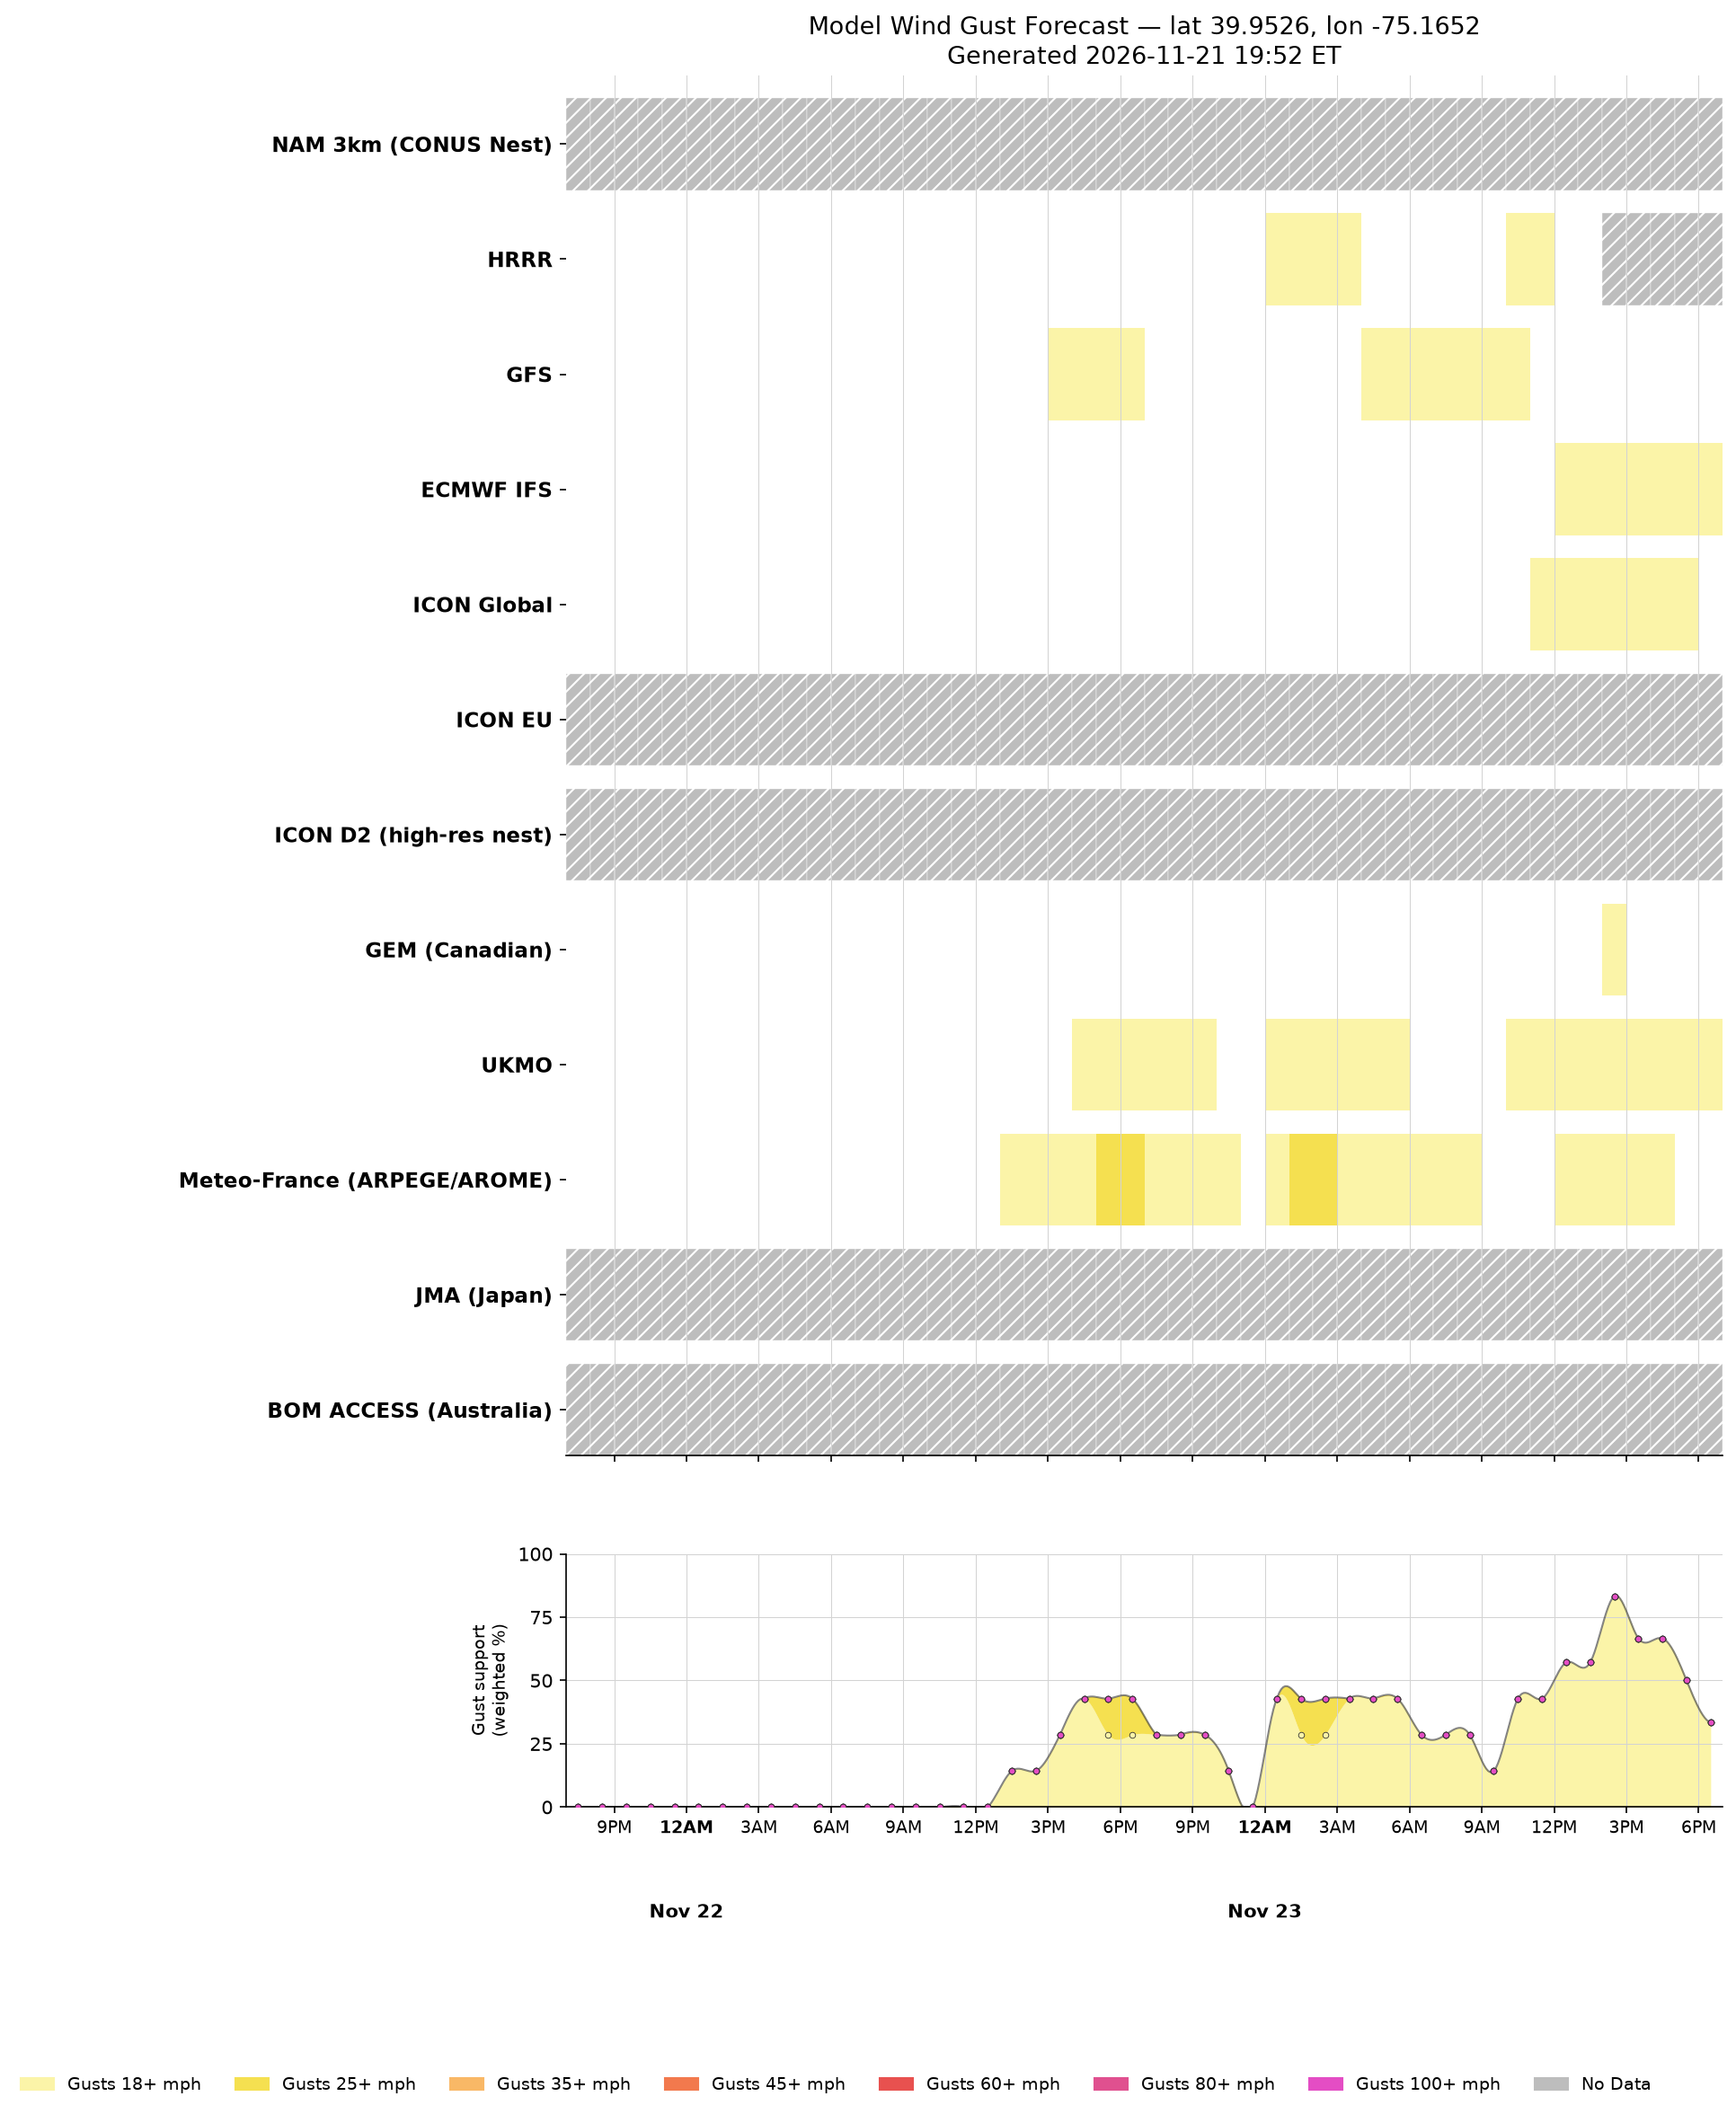 Model Wind Gust Forecast — lat 39.9526, lon -75.1652
Generated 2026-11-21 19:52 ET
NAM 3km (CONUS Nest)
HRRR
GFS
ECMWF IFS
ICON Global
ICON EU
ICON D2 (high-res nest)
GEM (Canadian)
UKMO
Meteo-France (ARPEGE/AROME)
JMA (Japan)
BOM ACCESS (Australia)
Gust support
(weighted %)
100
75
50
25
0
9PM 12AM 3AM 6AM 9AM 12PM 3PM 6PM 9PM 12AM 3AM 6AM 9AM 12PM 3PM 6PM
Nov 22 Nov 23
Gusts 18+ mph Gusts 25+ mph Gusts 35+ mph Gusts 45+ mph Gusts 60+ mph Gusts 80+ mph Gusts 100+ mph No Data